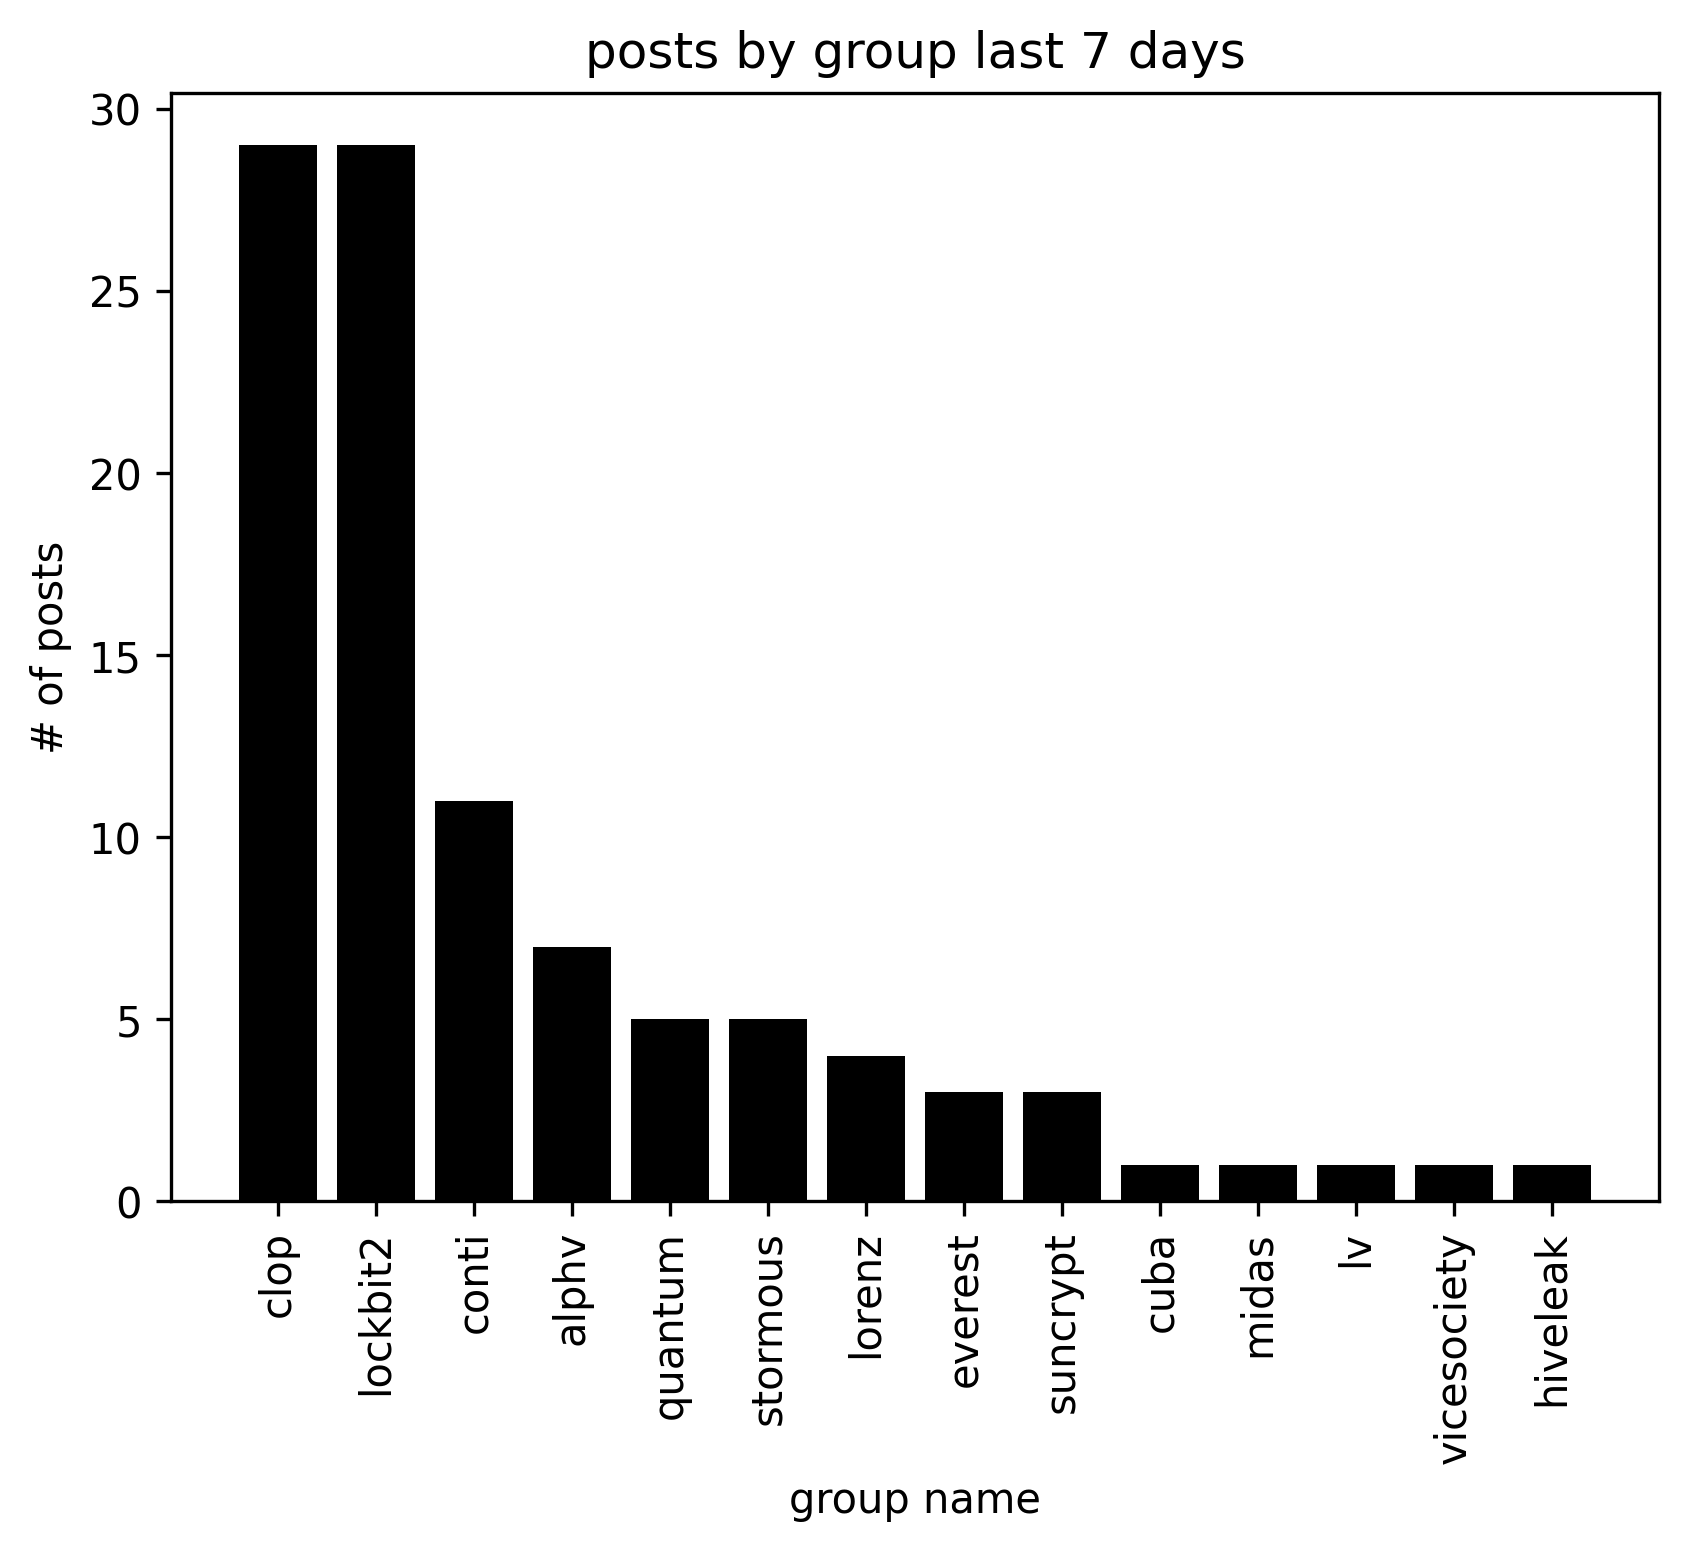 posts by group last 7 days
30
25
20
15
10
5
0
# of posts
clop
lockbit2
conti
alphv
quantum
stormous
lorenz
everest
suncrypt
cuba
midas
lv
vicesociety
hiveleak
group name